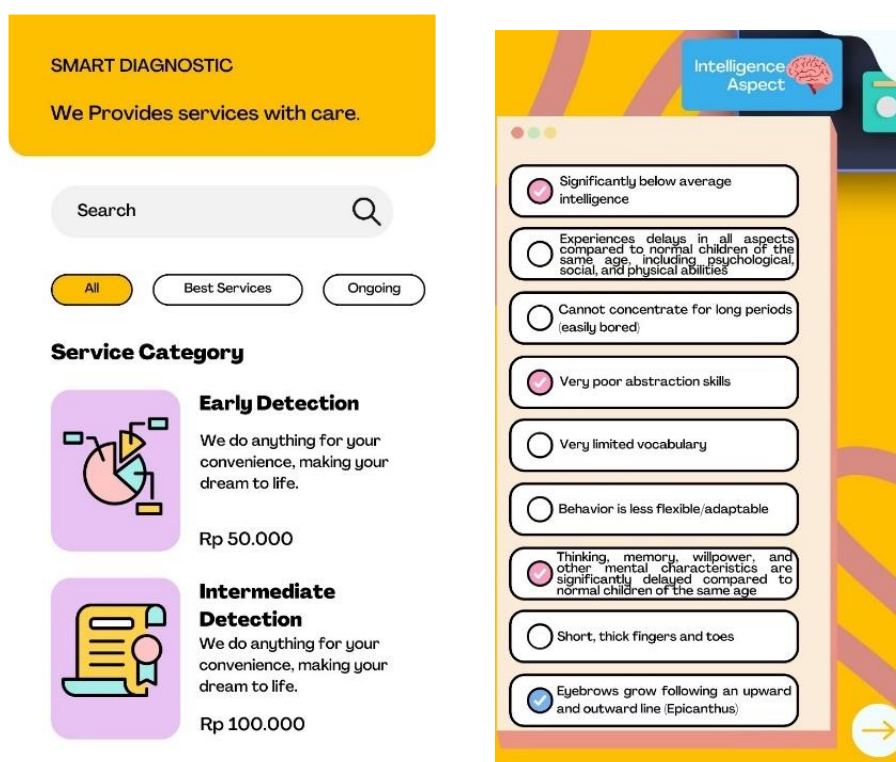 SMART DIAGNOSTIC
We Provides services with care.
Search
All
Best Services
Ongoing
Service Category
Early Detection
We do anything for your
convenience, making your
dream to life.
Rp 50.000
Intermediate
Detection
We do anything for your
convenience, making your
dream to life.
Rp 100.000
Intelligence
Aspect
Significantly below average
intelligence
Experiences delays in all aspects
compared to normal children of the
same age, including psychological,
social, and physical abilities
Cannot concentrate for long periods
(easily bored)
Very poor abstraction skills
Very limited vocabulary
Behavior is less flexible/adaptable
Thinking, memory, willpower, and
other mental characteristics are
significantly delayed compared to
normal children of the same age
Short, thick fingers and toes
Eyebrows grow following an upward
and outward line (Epicanthus)